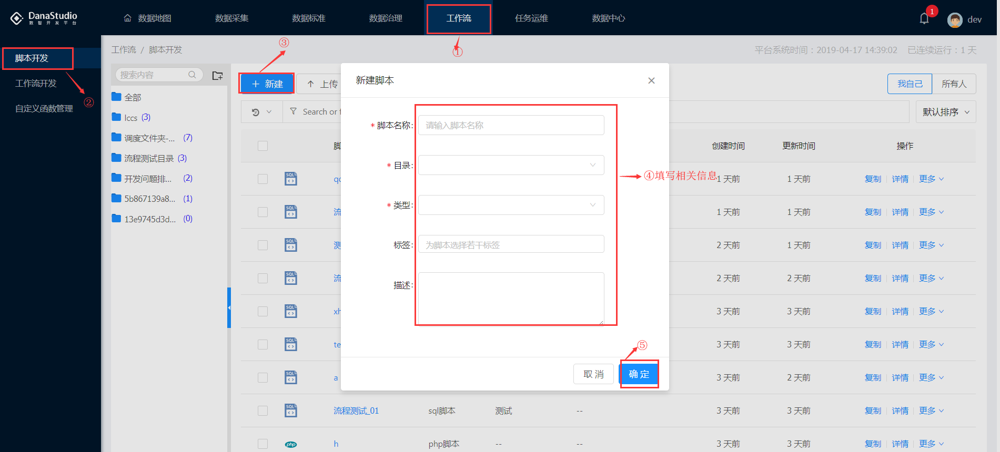 DanaStudio
数智开发平台
数据地图
数据采集
数据标准
数据治理
工作流
任务运维
数据中心
1
dev
①
脚本开发
工作流开发
自定义函数管理
②
工作流 / 脚本开发
平台系统时间：2019-04-17 14:39:02 已连续运行：1 天
③
搜索内容
全部
lccs (3)
调度文件夹-... (7)
流程测试目录 (3)
开发问题排... (2)
5b867139a8... (1)
13e9745d3d... (0)
新建
上传
我自己
所有人
Search or f
默认排序
创建时间 更新时间 操作
1 天前 1 天前 复制 详情 更多
流 1 天前 1 天前 复制 详情 更多
测 2 天前 1 天前 复制 详情 更多
流 2 天前 2 天前 复制 详情 更多
xh 3 天前 3 天前 复制 详情 更多
te 3 天前 3 天前 复制 详情 更多
a 3 天前 2 天前 复制 详情 更多
流程测试_01 sql脚本 测试 -- 3 天前 3 天前 复制 详情 更多
h php脚本 -- -- 3 天前 3 天前 复制 详情 更多
SQL
SQL
SQL
SQL
SQL
SQL
SQL
SQL
php
新建脚本
* 脚本名称: 请输入脚本名称
* 目录:
* 类型:
标签: 为脚本选择若干标签
描述:
④填写相关信息
⑤
取 消
确 定